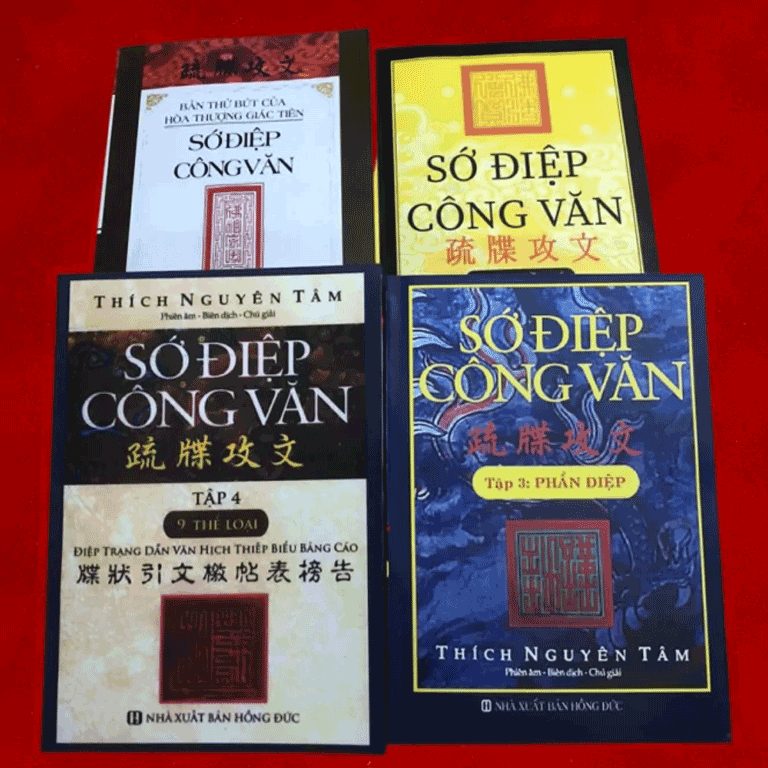 疏牒攻文
BẢN THỦ BÚT CỦA
HÒA THƯỢNG GIÁC TIÊN
SỚ ĐIỆP
CÔNG VĂN
SỚ ĐIỆP
CÔNG VĂN
疏牒攻文
THÍCH NGUYÊN TÂM
Phiên âm - Biên dịch - Chú giải
SỚ ĐIỆP
CÔNG VĂN
疏牒攻文
TẬP 4
9 THỂ LOẠI
ĐIỆP TRẠNG DẪN VĂN HỊCH THIẾP BIỂU BẢNG CÁO
牒狀引文檄帖表榜告
NHÀ XUẤT BẢN HỒNG ĐỨC
SỚ ĐIỆP
CÔNG VĂN
疏牒攻文
Tập 3: PHẦN ĐIỆP
THÍCH NGUYÊN TÂM
Phiên âm - Biên dịch - Chú giải
NHÀ XUẤT BẢN HỒNG ĐỨC